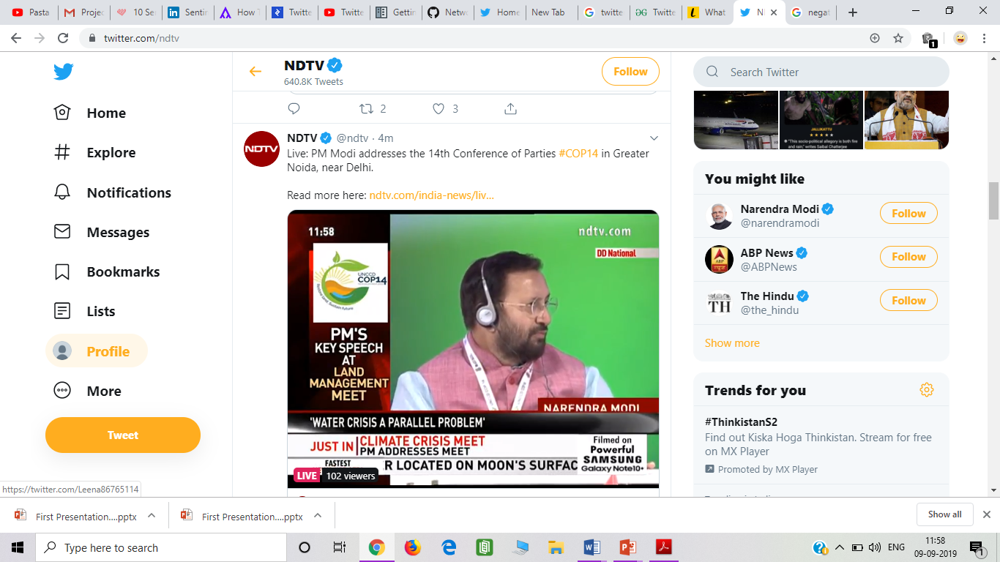 Pasta
Projec
10 Se
Sentin
How T
Twitte
Twitte
Gettin
Netwo
Home
New Tab
twitte
Twitte
What
N
negat
twitter.com/ndtv
1
NDTV
640.8K Tweets
Follow
Search Twitter
Home
Explore
Notifications
Messages
Bookmarks
Lists
Profile
More
Tweet
2
3
NDTV @ndtv · 4m
NDTV
Live: PM Modi addresses the 14th Conference of Parties #COP14 in Greater
Noida, near Delhi.
Read more here: ndtv.com/india-news/liv...
11:58
ndtv.com
DD National
UNCCD
COP14
PM'S
KEY SPEECH
AT
LAND
MANAGEMENT
MEET
NARENDRA MODI
'WATER CRISIS A PARALLEL PROBLEM'
JUST IN
CLIMATE CRISIS MEET
PM ADDRESSES MEET
Filmed on
Powerful
SAMSUNG
Galaxy Note10+
FASTEST
R LOCATED ON MOON'S SURFAC
LIVE 102 viewers
JALLIKATTU
"This socio-political allegory is both fire
and rain," writes Saibal Chatterjee
You might like
Narendra Modi
@narendramodi
Follow
ABP
ABP News
@ABPNews
Follow
TH
The Hindu
@the_hindu
Follow
Show more
Trends for you
#ThinkistanS2
Find out Kiska Hoga Thinkistan. Stream for free
on MX Player
Promoted by MX Player
https://twitter.com/Leena86765114
First Presentation....pptx
First Presentation....pptx
Show all
Type here to search
ENG
11:58
09-09-2019
1